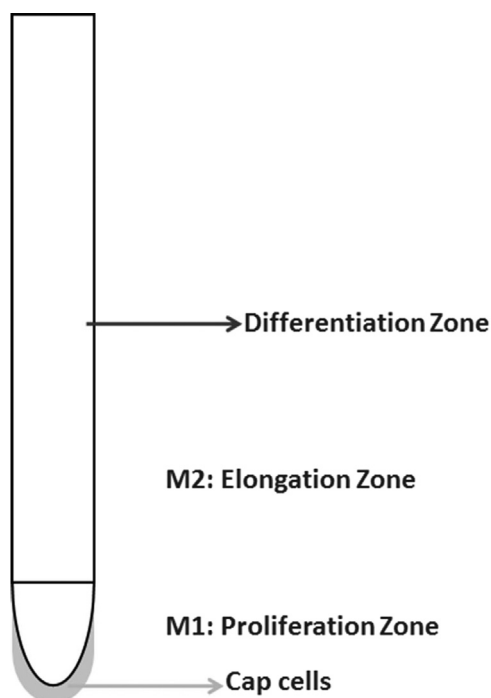 Differentiation Zone
M2: Elongation Zone
M1: Proliferation Zone
Cap cells